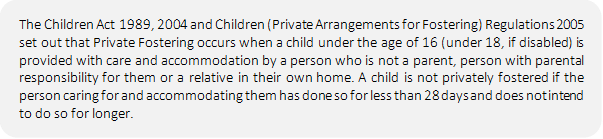 The Children Act 1989, 2004 and Children (Private Arrangements for Fostering) Regulations 2005
set out that Private Fostering occurs when a child under the age of 16 (under 18, if disabled) is
provided with care and accommodation by a person who is not a parent, person with parental
responsibility for them or a relative in their own home. A child is not privately fostered if the
person caring for and accommodating them has done so for less than 28 days and does not intend
to do so for longer.